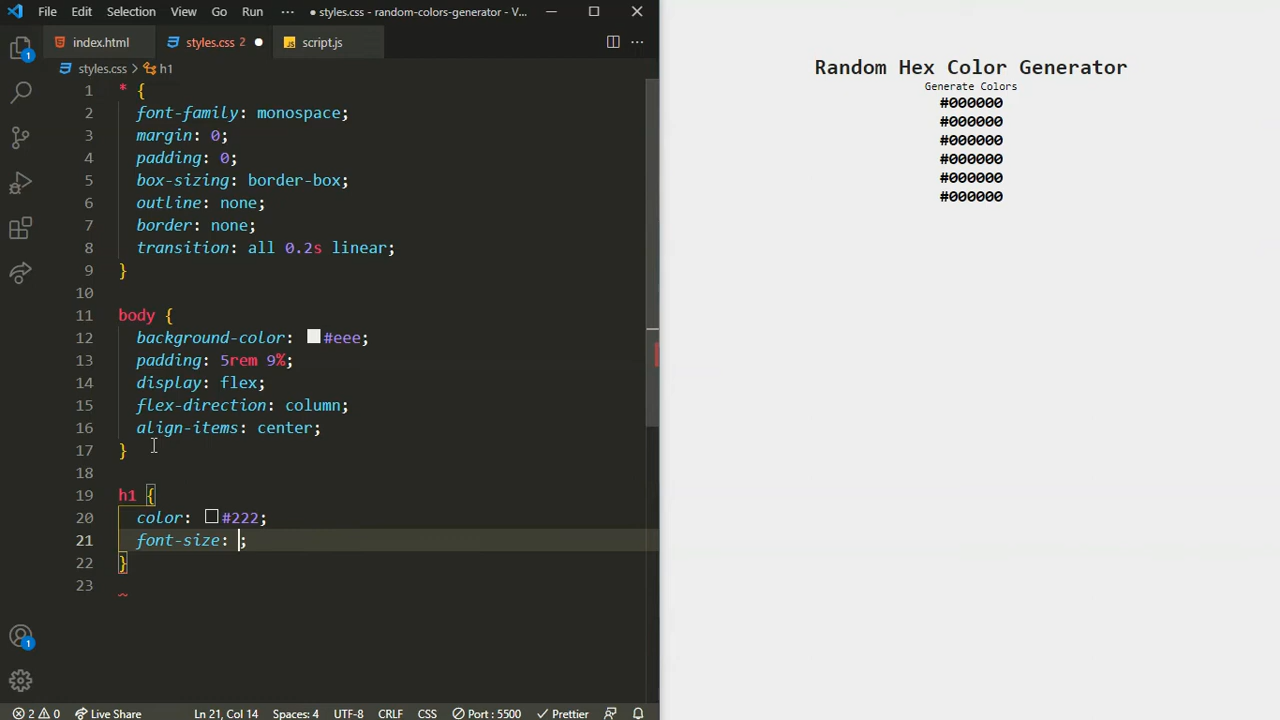 File Edit Selection View Go Run ··· ● styles.css - random-colors-generator - V...
index.html styles.css 2 ● script.js ···
styles.css > h1
1 * {
2 font-family: monospace;
3 margin: 0;
4 padding: 0;
5 box-sizing: border-box;
6 outline: none;
7 border: none;
8 transition: all 0.2s linear;
9 }
10
11 body {
12 background-color: #eee;
13 padding: 5rem 9%;
14 display: flex;
15 flex-direction: column;
16 align-items: center;
17 }
18
19 h1 {
20 color: #222;
21 font-size: ;
22 }
23
1
1
2 0 Live Share Ln 21, Col 14 Spaces: 4 UTF-8 CRLF CSS Port : 5500 Prettier
Random Hex Color Generator
Generate Colors
#000000
#000000
#000000
#000000
#000000
#000000